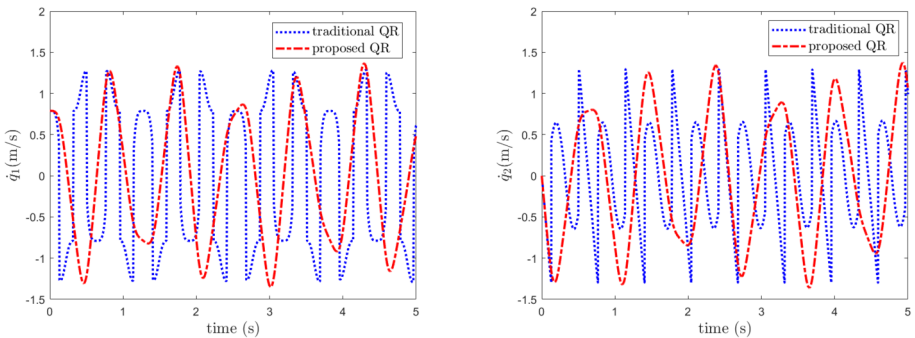 2
1.5
1
0.5
0
-0.5
-1
-1.5
0 1 2 3 4 5
time (s)
q̇1(m/s)
traditional QR
proposed QR
2
1.5
1
0.5
0
-0.5
-1
-1.5
0 1 2 3 4 5
time (s)
q̇2(m/s)
traditional QR
proposed QR